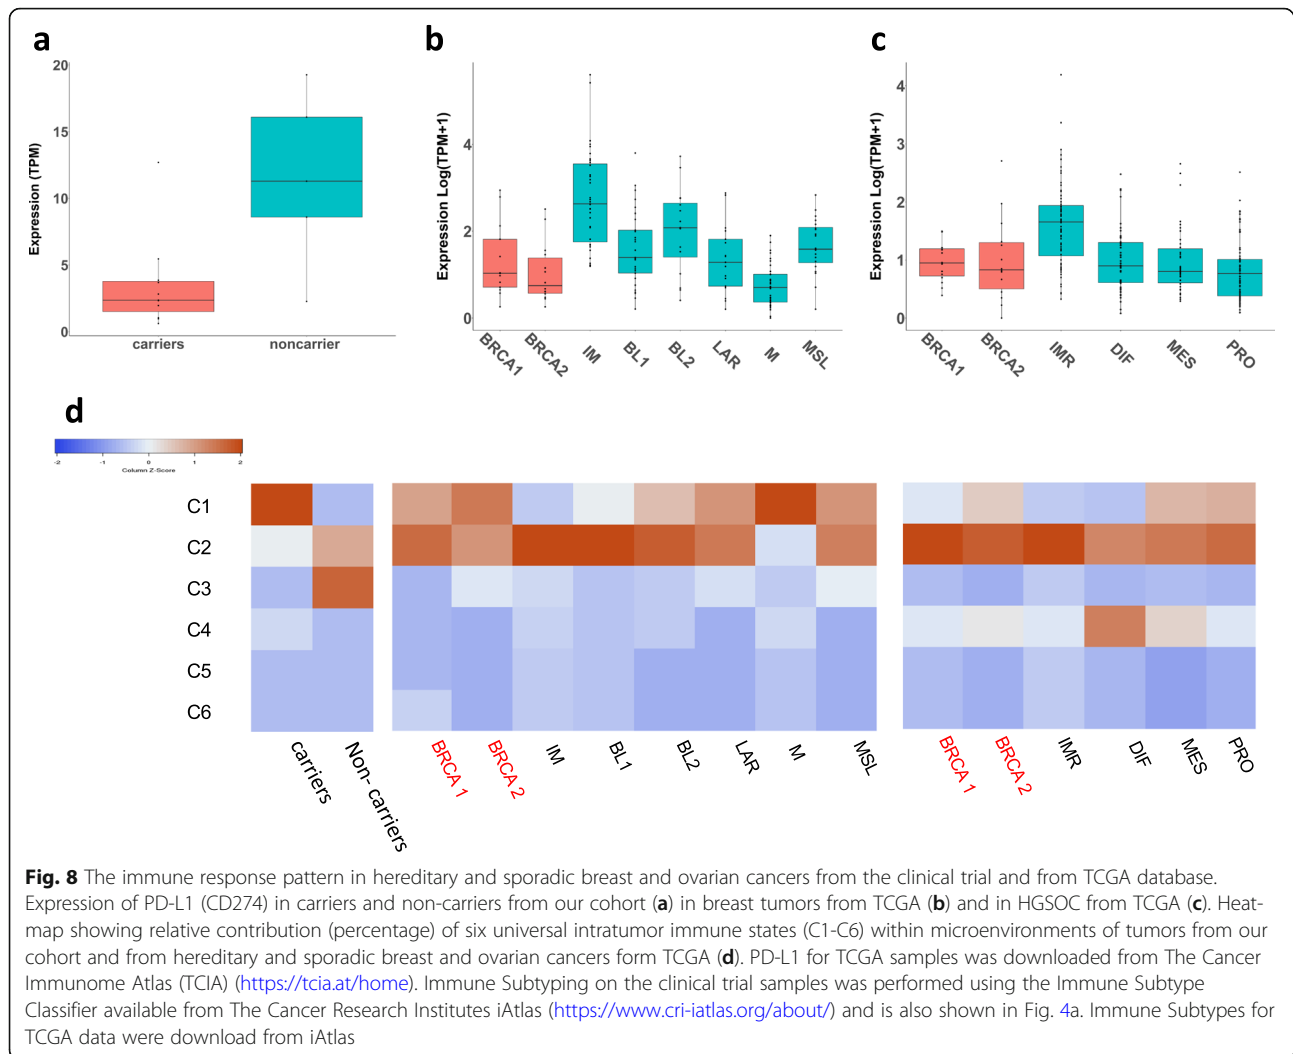 a
20
15
10
5
0
Expression (TPM)
carriers
noncarrier
b
4
2
0
Expression Log(TPM+1)
BRCA1
BRCA2
IM
BL1
BL2
LAR
M
MSL
c
4
3
2
1
0
Expression Log(TPM+1)
BRCA1
BRCA2
IMR
DIF
MES
PRO
d
-2 -1 0 1 2
Column Z-Score
C1
C2
C3
C4
C5
C6
carriers
Non- carriers
BRCA 1
BRCA 2
IM
BL1
BL2
LAR
M
MSL
BRCA 1
BRCA 2
IMR
DIF
MES
PRO
Fig. 8 The immune response pattern in hereditary and sporadic breast and ovarian cancers from the clinical trial and from TCGA database.
Expression of PD-L1 (CD274) in carriers and non-carriers from our cohort (a) in breast tumors from TCGA (b) and in HGSOC from TCGA (c). Heat-
map showing relative contribution (percentage) of six universal intratumor immune states (C1-C6) within microenvironments of tumors from our
cohort and from hereditary and sporadic breast and ovarian cancers form TCGA (d). PD-L1 for TCGA samples was downloaded from The Cancer
Immunome Atlas (TCIA) (https://tcia.at/home). Immune Subtyping on the clinical trial samples was performed using the Immune Subtype
Classifier available from The Cancer Research Institutes iAtlas (https://www.cri-iatlas.org/about/) and is also shown in Fig. 4a. Immune Subtypes for
TCGA data were download from iAtlas